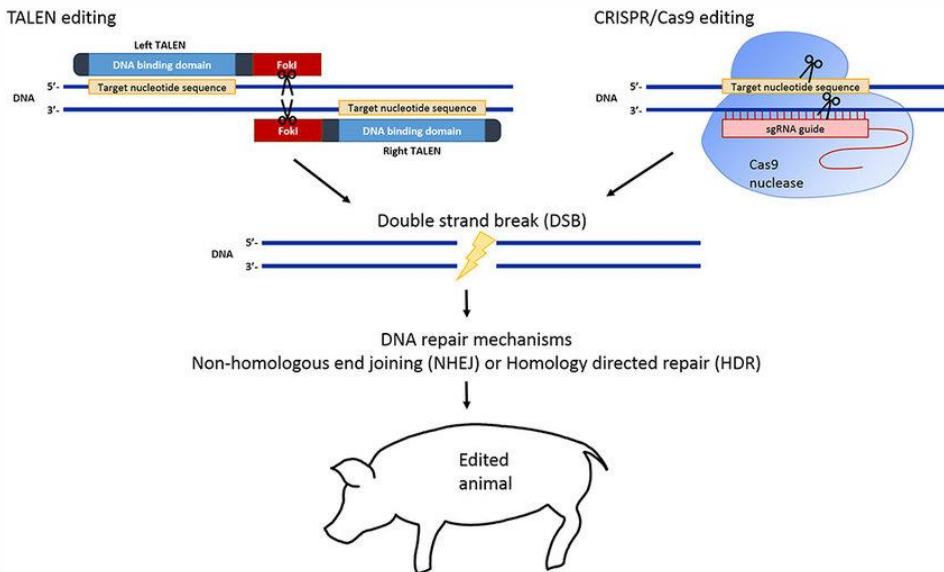 TALEN editing
Left TALEN
DNA binding domain
FokI
5'-
Target nucleotide sequence
DNA
3'-
Target nucleotide sequence
FokI
DNA binding domain
Right TALEN
CRISPR/Cas9 editing
5'-
Target nucleotide sequence
DNA
3'-
sgRNA guide
Cas9
nuclease
Double strand break (DSB)
5'-
DNA
3'-
DNA repair mechanisms
Non-homologous end joining (NHEJ) or Homology directed repair (HDR)
Edited
animal